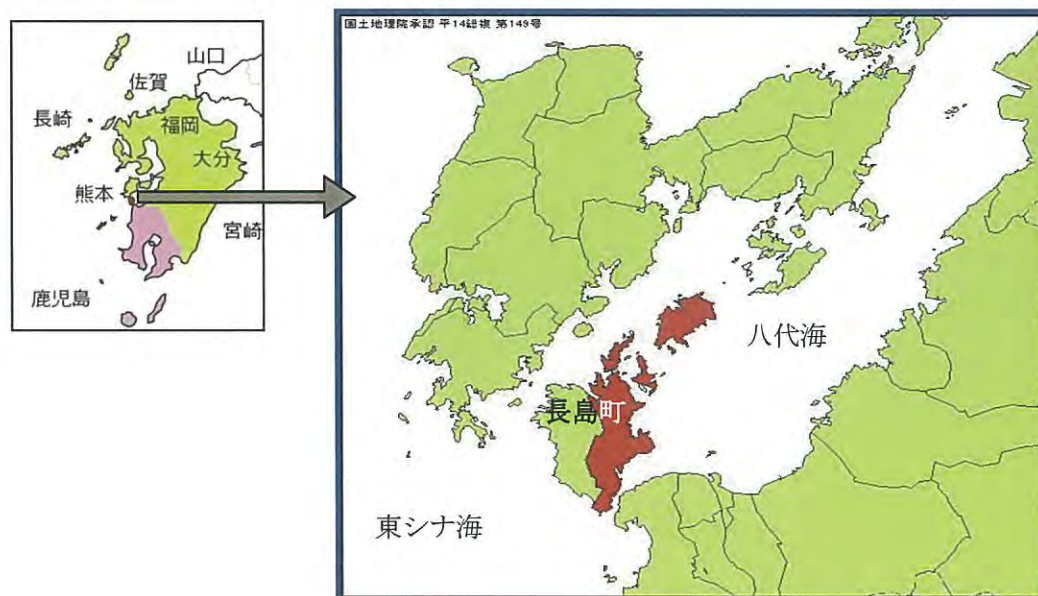 山口
佐賀
長崎
福岡
大分
熊本
宮崎
鹿児島
国土地理院承認 平14総複 第149号
八代海
長島町
東シナ海